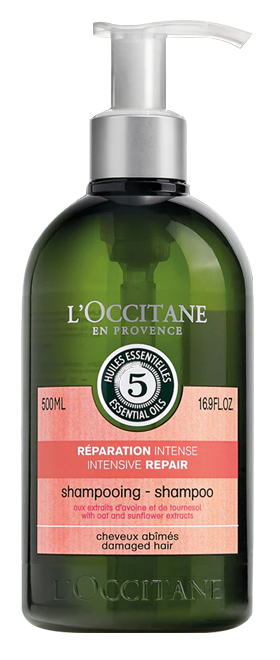 L'OCCITANE
EN PROVENCE
HUILES ESSENTIELLES
5
ESSENTIAL OILS
500ML 16.9FL.OZ
RÉPARATION INTENSE
INTENSIVE REPAIR
shampooing - shampoo
aux extraits d'avoine et de tournesol
with oat and sunflower extracts
cheveux abîmés
damaged hair
L'OCCITANE